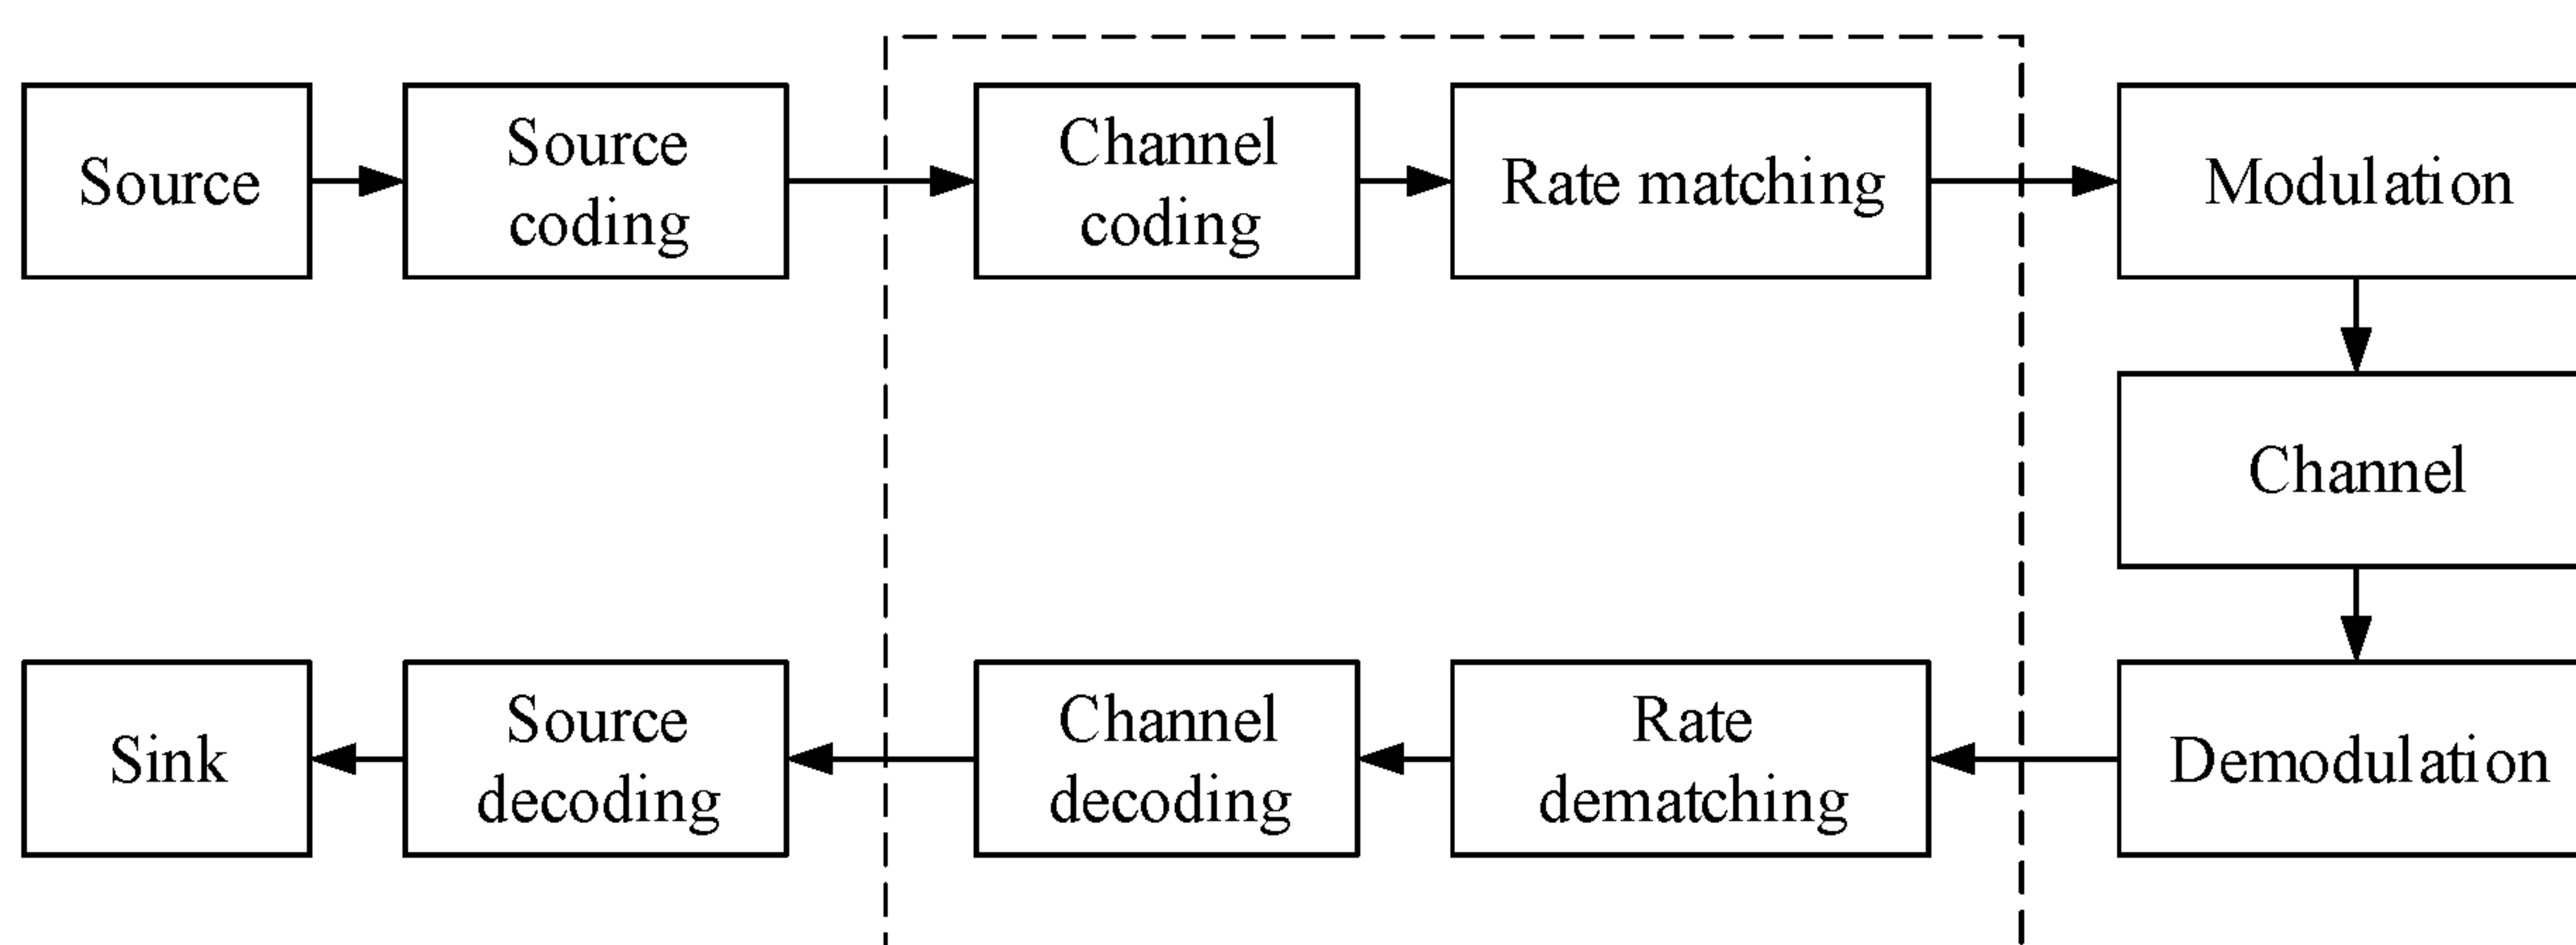 Source
Source
coding
Channel
coding
Rate matching
Modulation
Channel
Sink
Source
decoding
Channel
decoding
Rate
dematching
Demodulation